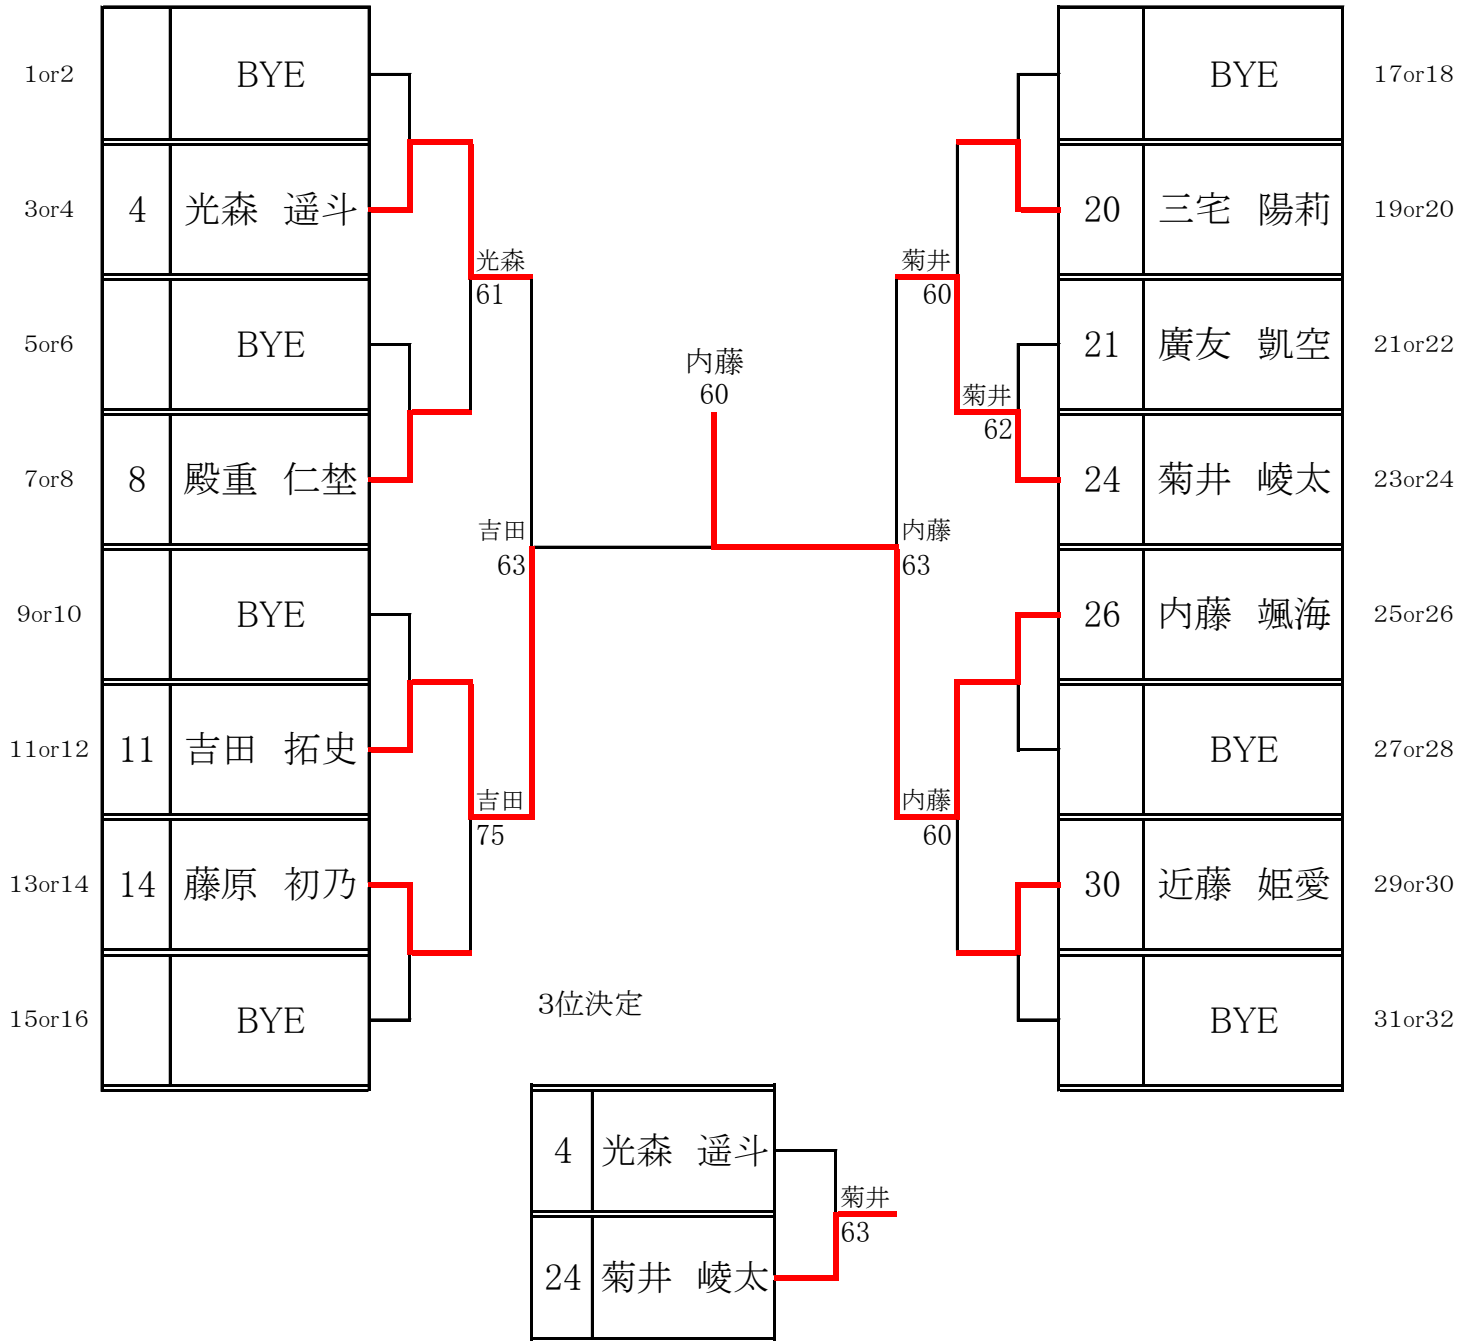 1or2 BYE
3or4 4 光森 遥斗
光森
61
5or6 BYE
7or8 8 殿重 仁埜
吉田
63
9or10 BYE
11or12 11 吉田 拓史
吉田
75
13or14 14 藤原 初乃
15or16 BYE
内藤
60
BYE 17or18
20 三宅 陽莉 19or20
菊井
60
21 廣友 凱空 21or22
菊井
62
24 菊井 崚太 23or24
内藤
63
26 内藤 颯海 25or26
BYE 27or28
内藤
60
30 近藤 姫愛 29or30
BYE 31or32
3位決定
4 光森 遥斗
菊井
63
24 菊井 崚太